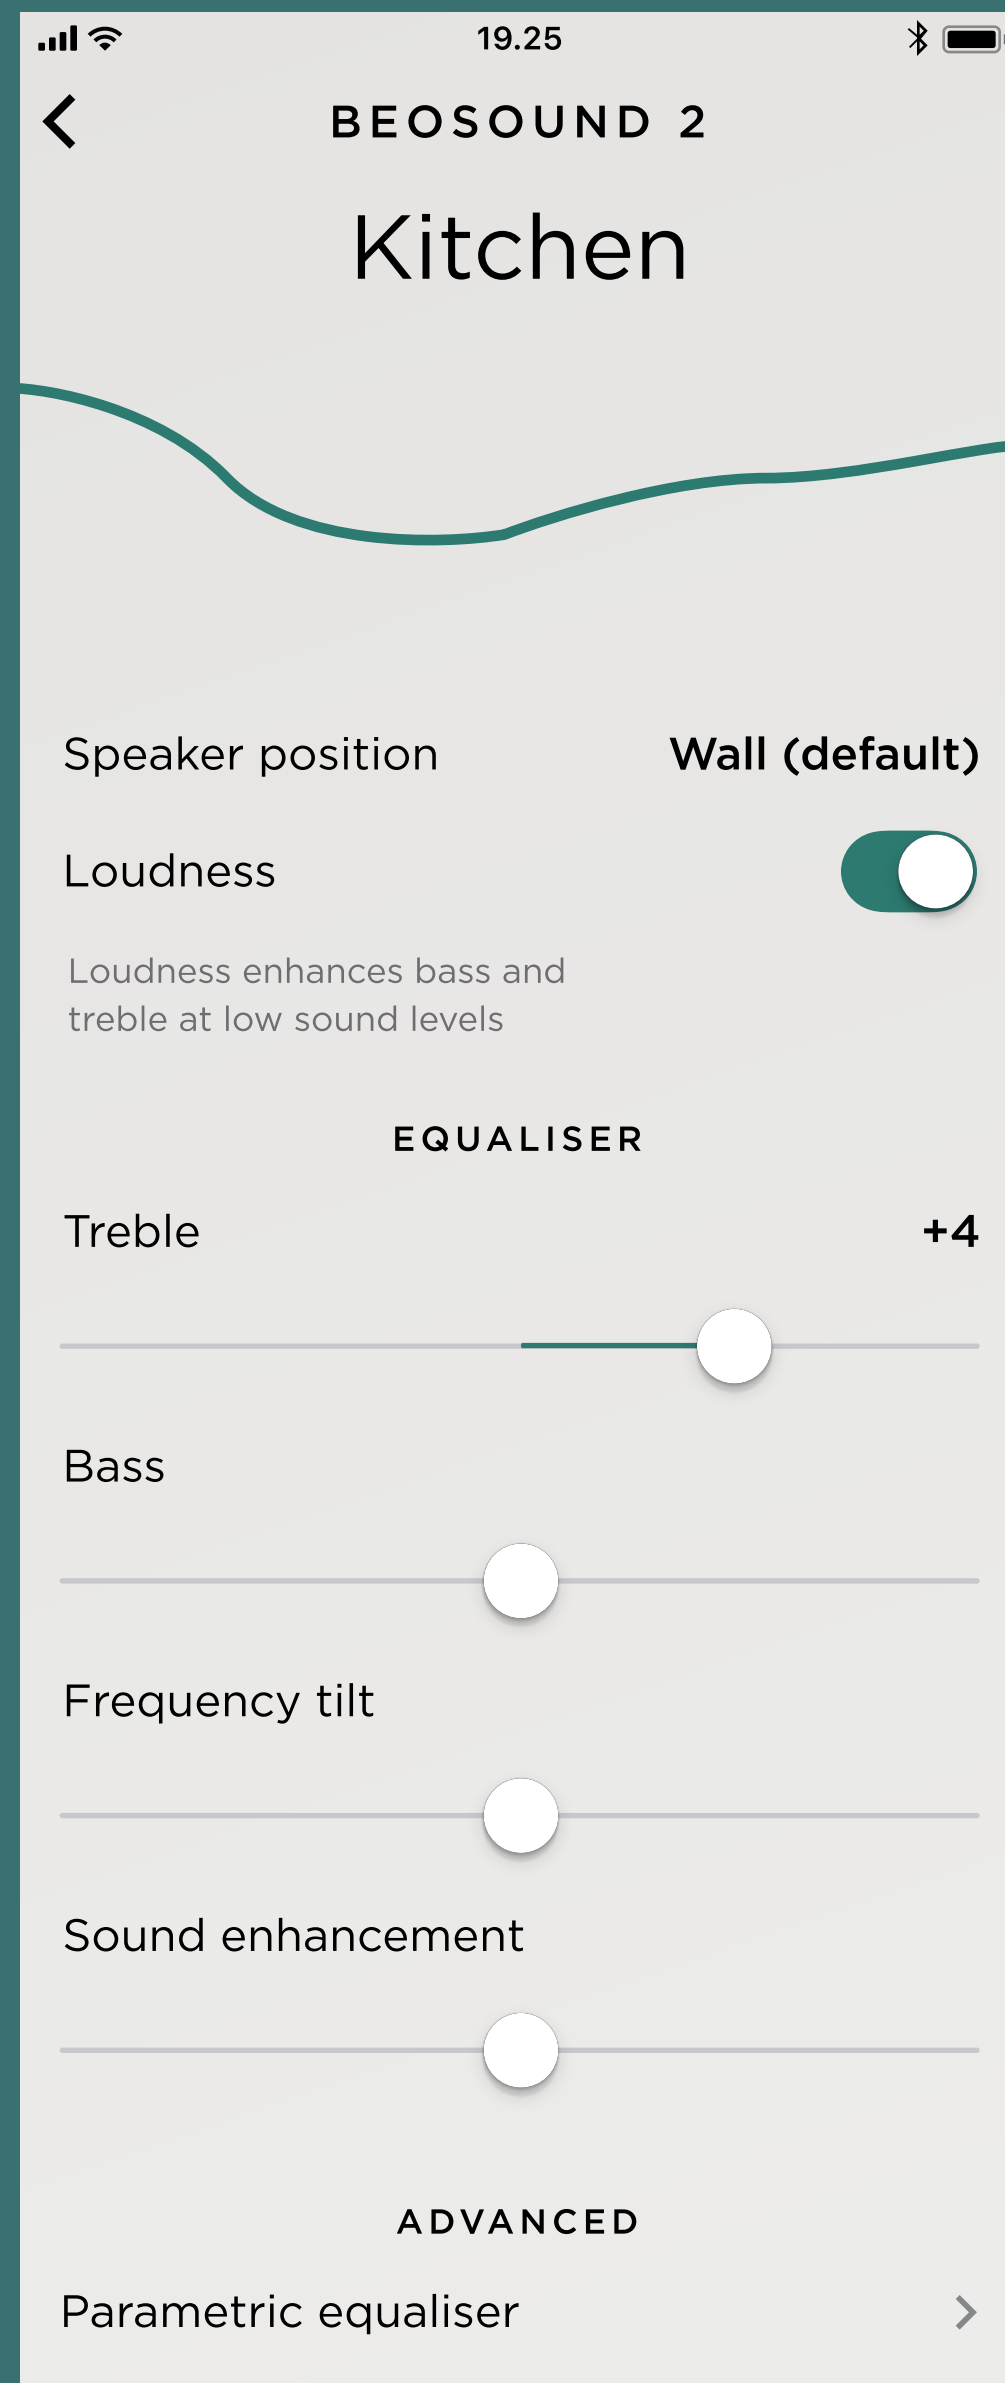 19.25
BEOSOUND 2
Kitchen
Speaker position Wall (default)
Loudness
Loudness enhances bass and
treble at low sound levels
EQUALISER
Treble +4
Bass
Frequency tilt
Sound enhancement
ADVANCED
Parametric equaliser